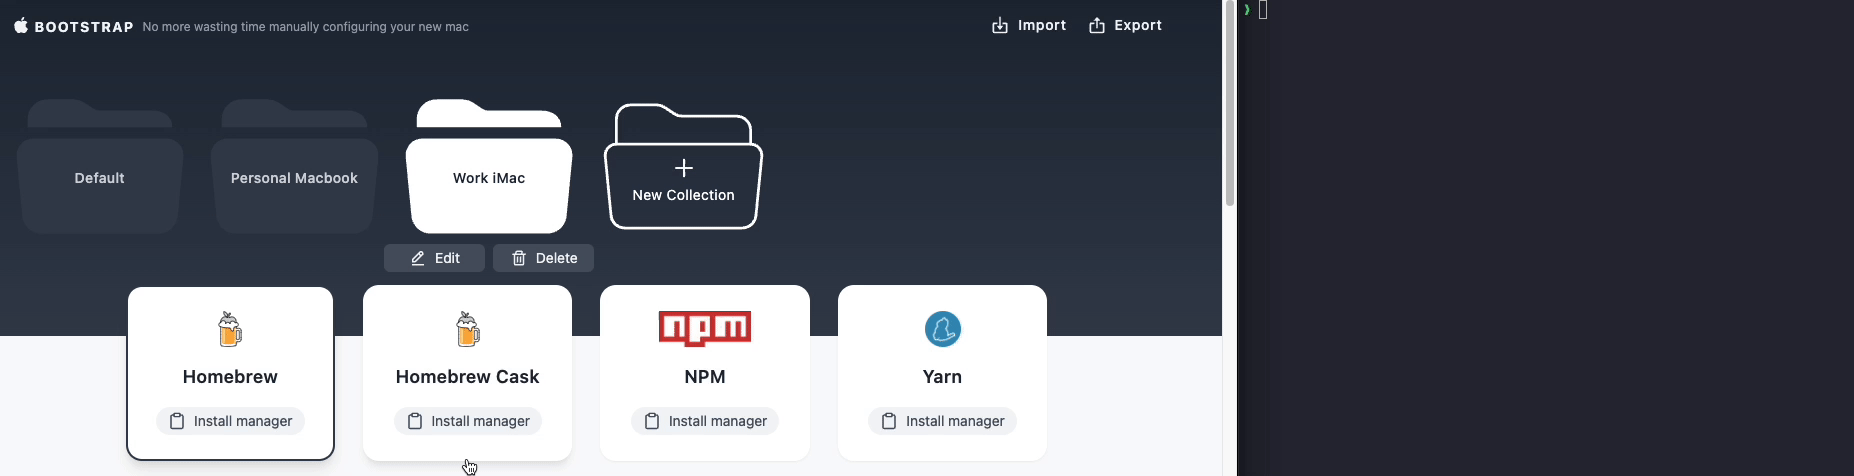 BOOTSTRAP No more wasting time manually configuring your new mac
Import Export
Default Personal Macbook Work iMac New Collection
Edit Delete
npm
Homebrew Homebrew Cask NPM Yarn
Install manager Install manager Install manager Install manager
❯